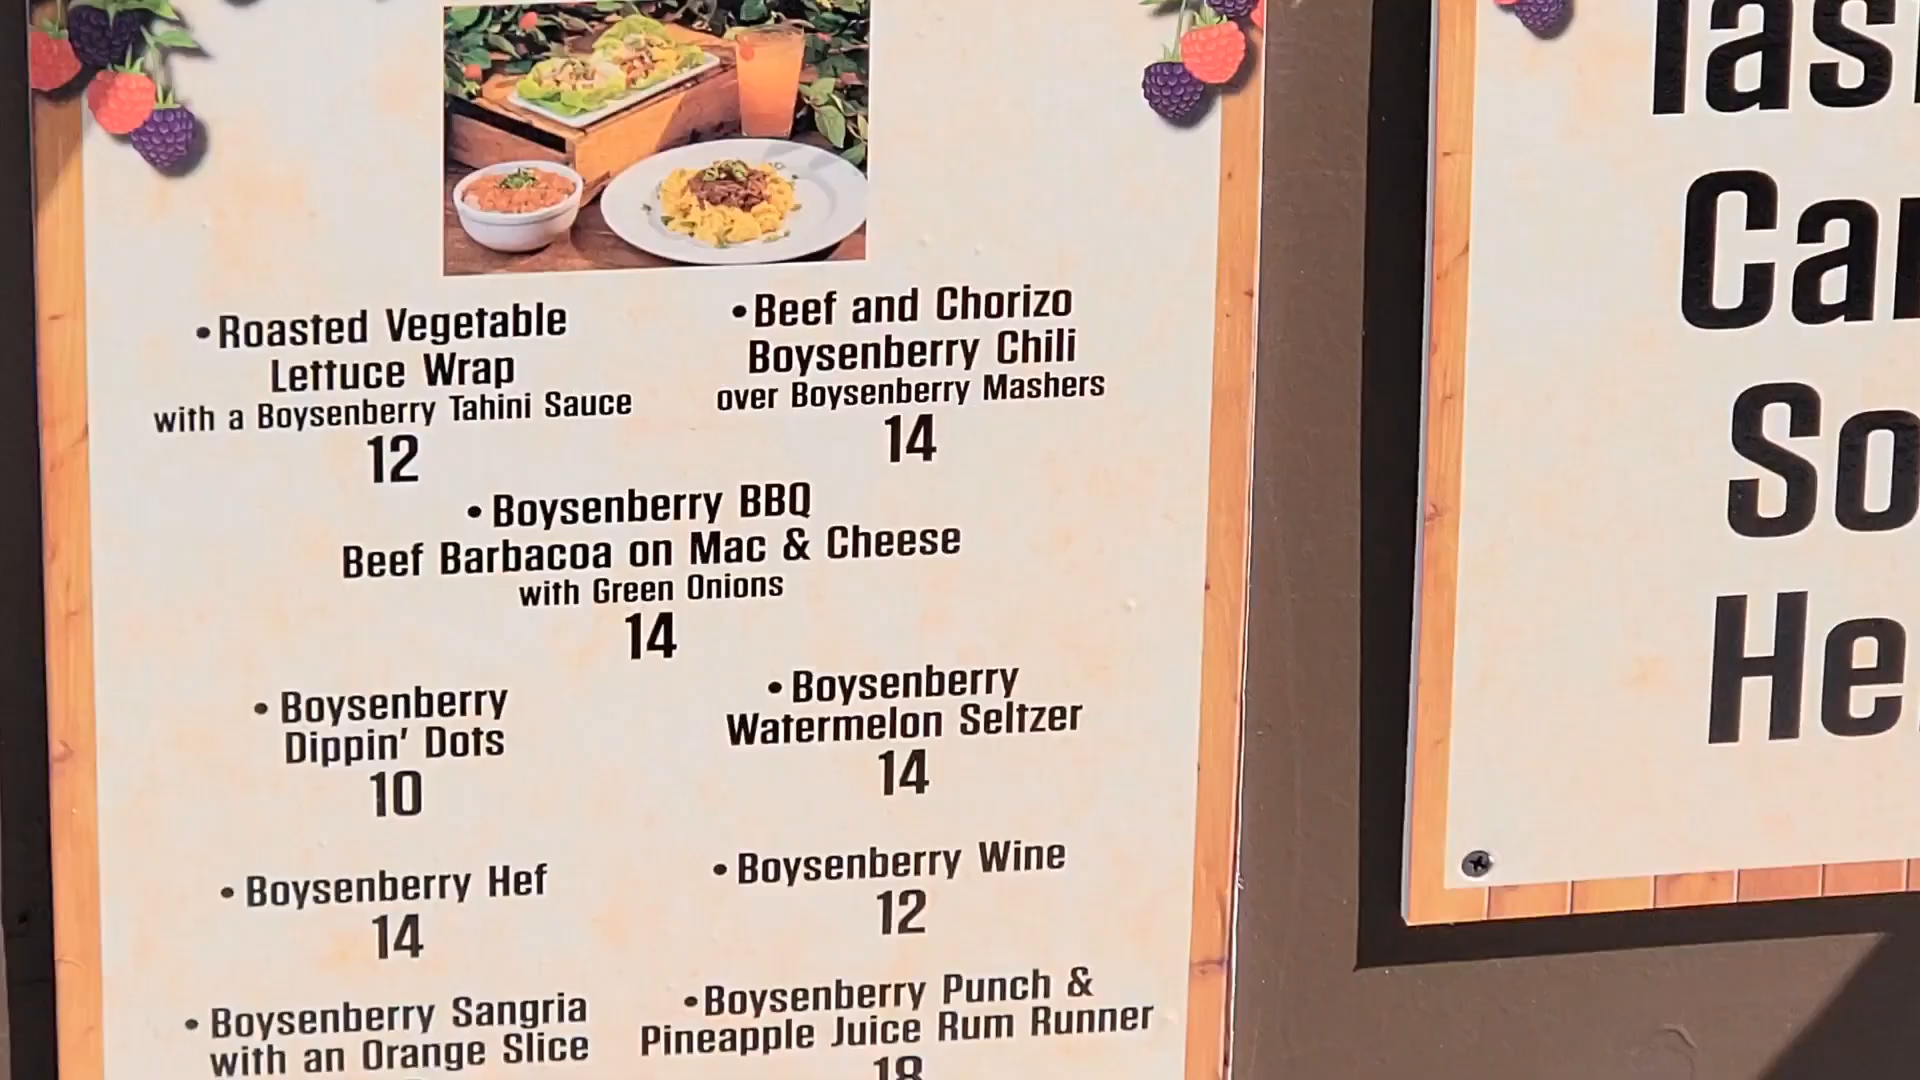 •Roasted Vegetable
Lettuce Wrap
with a Boysenberry Tahini Sauce
12
•Beef and Chorizo
Boysenberry Chili
over Boysenberry Mashers
14
•Boysenberry BBQ
Beef Barbacoa on Mac & Cheese
with Green Onions
14
•Boysenberry
Dippin' Dots
10
•Boysenberry
Watermelon Seltzer
14
•Boysenberry Hef
14
•Boysenberry Wine
12
•Boysenberry Sangria
with an Orange Slice
•Boysenberry Punch &
Pineapple Juice Rum Runner
18